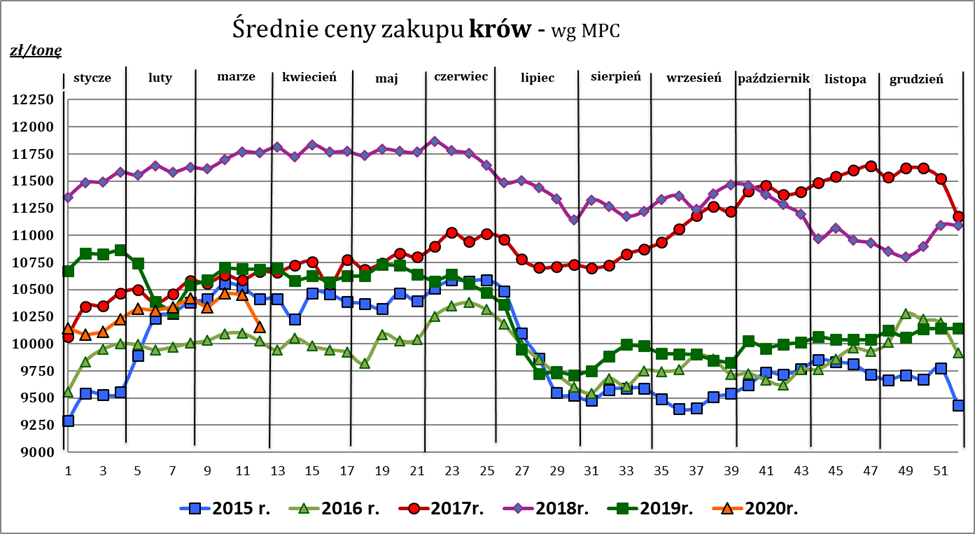 Średnie ceny zakupu krów - wg MPC
zł/tonę
stycze luty marze kwiecień maj czerwiec lipiec sierpień wrzesień październik listopa grudzień
12250
12000
11750
11500
11250
11000
10750
10500
10250
10000
9750
9500
9250
9000
1 3 5 7 9 11 13 15 17 19 21 23 25 27 29 31 33 35 37 39 41 43 45 47 49 51
2015 r. 2016 r. 2017r. 2018r. 2019r. 2020r.